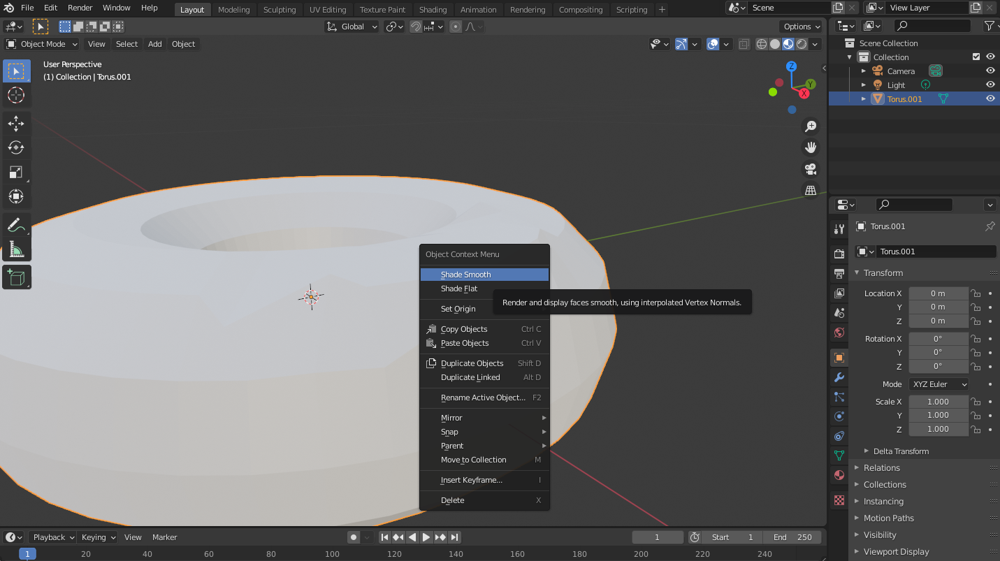 File Edit Render Window Help Layout Modeling Sculpting UV Editing Texture Paint Shading Animation Rendering Compositing Scripting + Scene View Layer
Global Options
Object Mode View Select Add Object
User Perspective
(1) Collection | Torus.001
Z
Y
X
Scene Collection
Collection
Camera
Light
Torus.001
Object Context Menu
Shade Smooth
Shade Flat
Set Origin
Render and display faces smooth, using interpolated Vertex Normals.
Copy Objects Ctrl C
Paste Objects Ctrl V
Duplicate Objects Shift D
Duplicate Linked Alt D
Rename Active Object... F2
Mirror
Snap
Parent
Move to Collection M
Insert Keyframe... I
Delete X
Torus.001
Torus.001
Transform
Location X 0 m
Y 0 m
Z 0 m
Rotation X 0°
Y 0°
Z 0°
Mode XYZ Euler
Scale X 1.000
Y 1.000
Z 1.000
Delta Transform
Relations
Collections
Instancing
Motion Paths
Visibility
Viewport Display
Playback Keying View Marker 1 Start 1 End 250
1 20 40 60 80 100 120 140 160 180 200 220 240